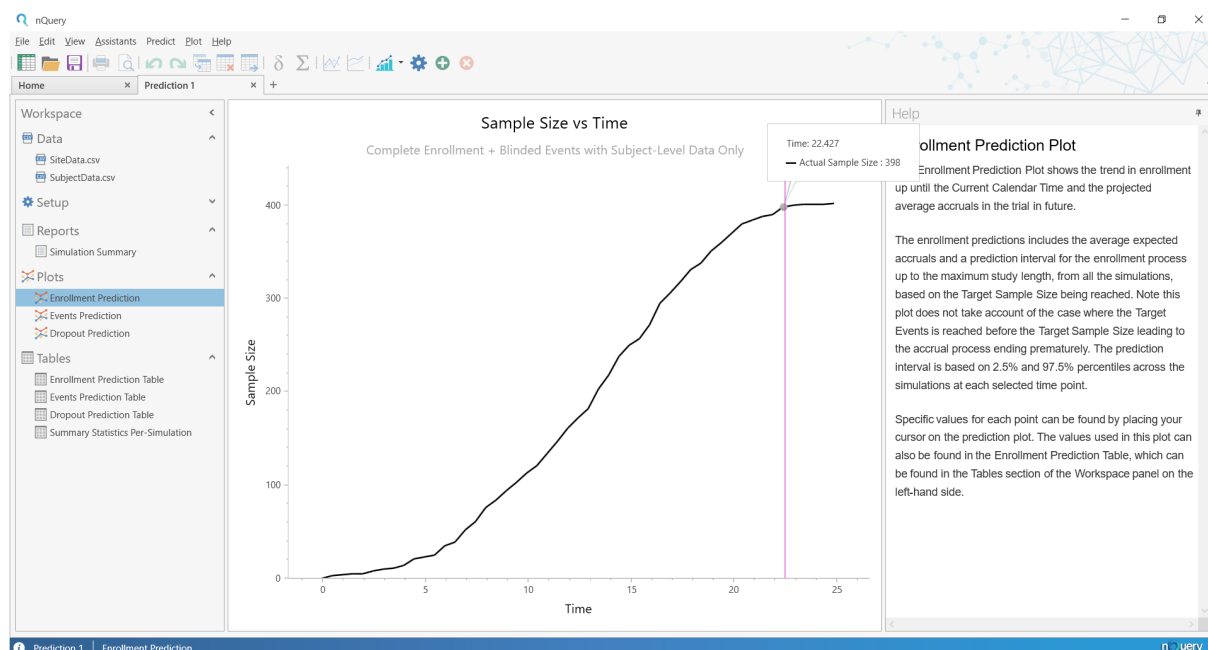 nQuery
File Edit View Assistants Predict Plot Help
Home × Prediction 1 × +
Workspace
Data
SiteData.csv
SubjectData.csv
Setup
Reports
Simulation Summary
Plots
Enrollment Prediction
Events Prediction
Dropout Prediction
Tables
Enrollment Prediction Table
Events Prediction Table
Dropout Prediction Table
Summary Statistics Per-Simulation
Sample Size vs Time
Complete Enrollment + Blinded Events with Subject-Level Data Only
Time: 22.427
Actual Sample Size : 398
Sample Size
400
300
200
100
0
0 5 10 15 20 25
Time
Help
ollment Prediction Plot
Enrollment Prediction Plot shows the trend in enrollment
up until the Current Calendar Time and the projected
average accruals in the trial in future.
The enrollment predictions includes the average expected
accruals and a prediction interval for the enrollment process
up to the maximum study length, from all the simulations,
based on the Target Sample Size being reached. Note this
plot does not take account of the case where the Target
Events is reached before the Target Sample Size leading to
the accrual process ending prematurely. The prediction
interval is based on 2.5% and 97.5% percentiles across the
simulations at each selected time point.
Specific values for each point can be found by placing your
cursor on the prediction plot. The values used in this plot can
also be found in the Enrollment Prediction Table, which can
be found in the Tables section of the Workspace panel on the
left-hand side.
Prediction 1 | Enrollment Prediction
nQuery